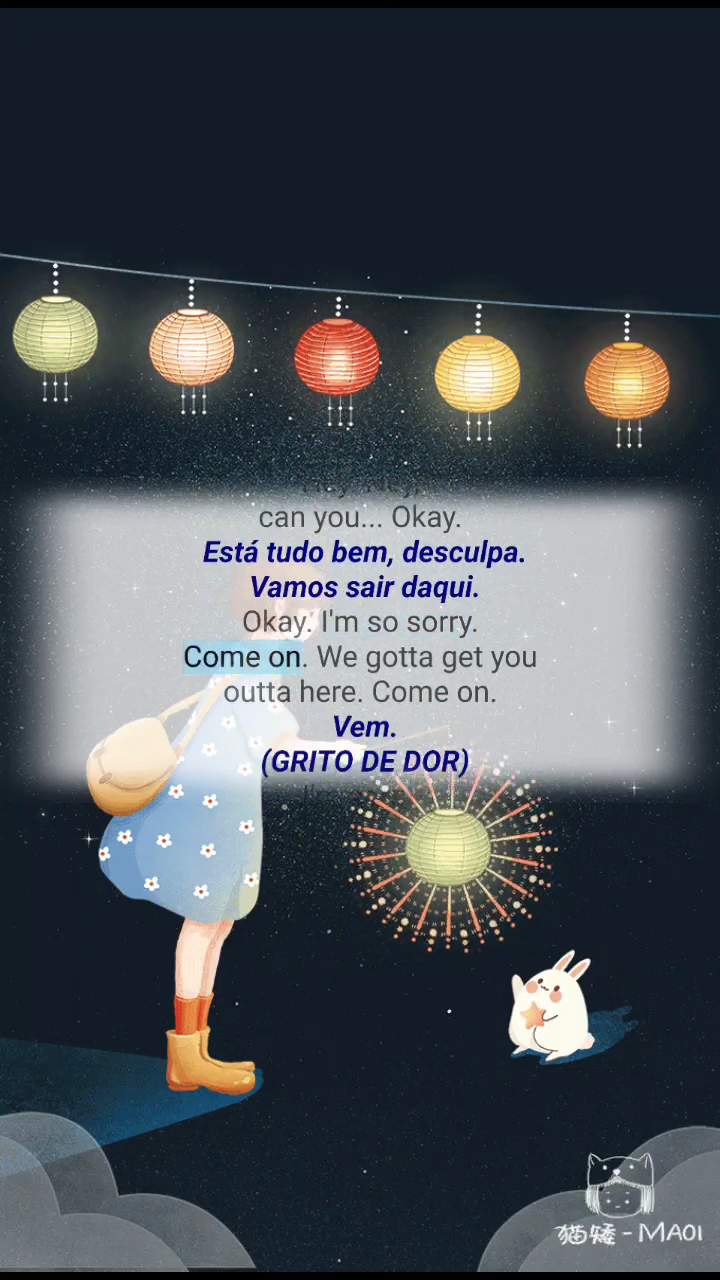 can you... Okay.
Está tudo bem, desculpa.
Vamos sair daqui.
Okay. I'm so sorry.
Come on. We gotta get you
outta here. Come on.
Vem.
(GRITO DE DOR)
猫矮-MAOI